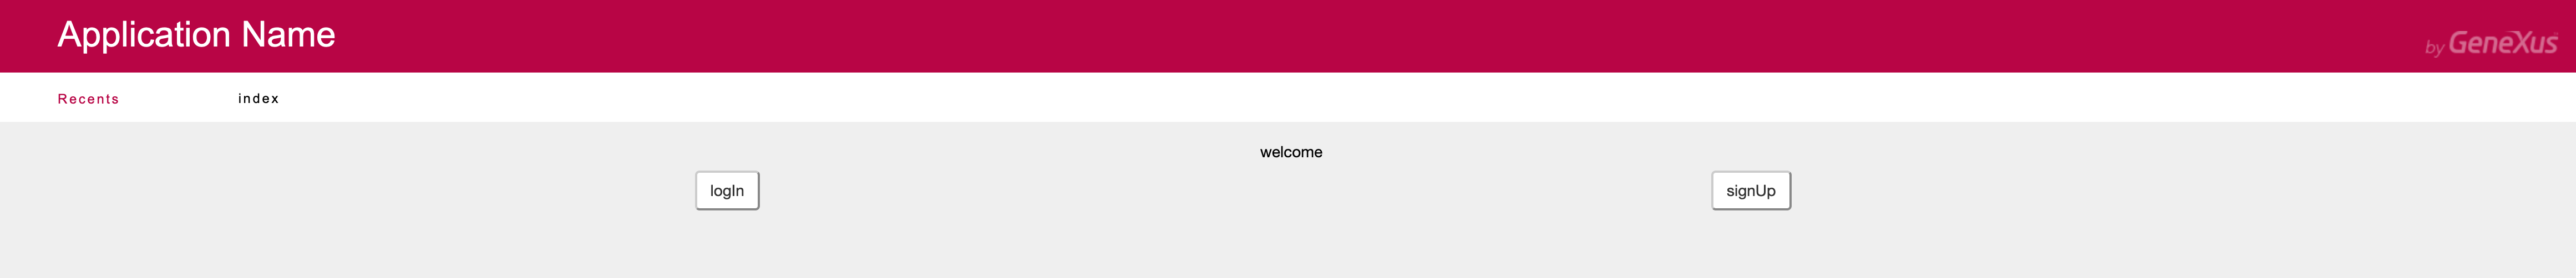 Application Name
by GeneXus
Recents index
welcome
logIn signUp